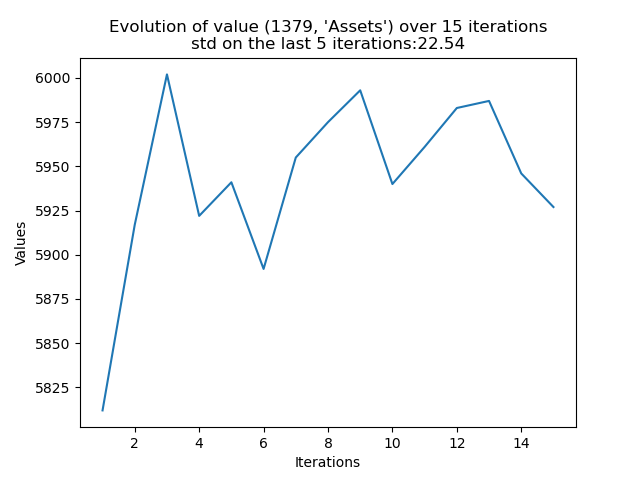 Evolution of value (1379, 'Assets') over 15 iterations
std on the last 5 iterations:22.54
6000
5975
5950
5925
5900
5875
5850
5825
Values
2 4 6 8 10 12 14
Iterations